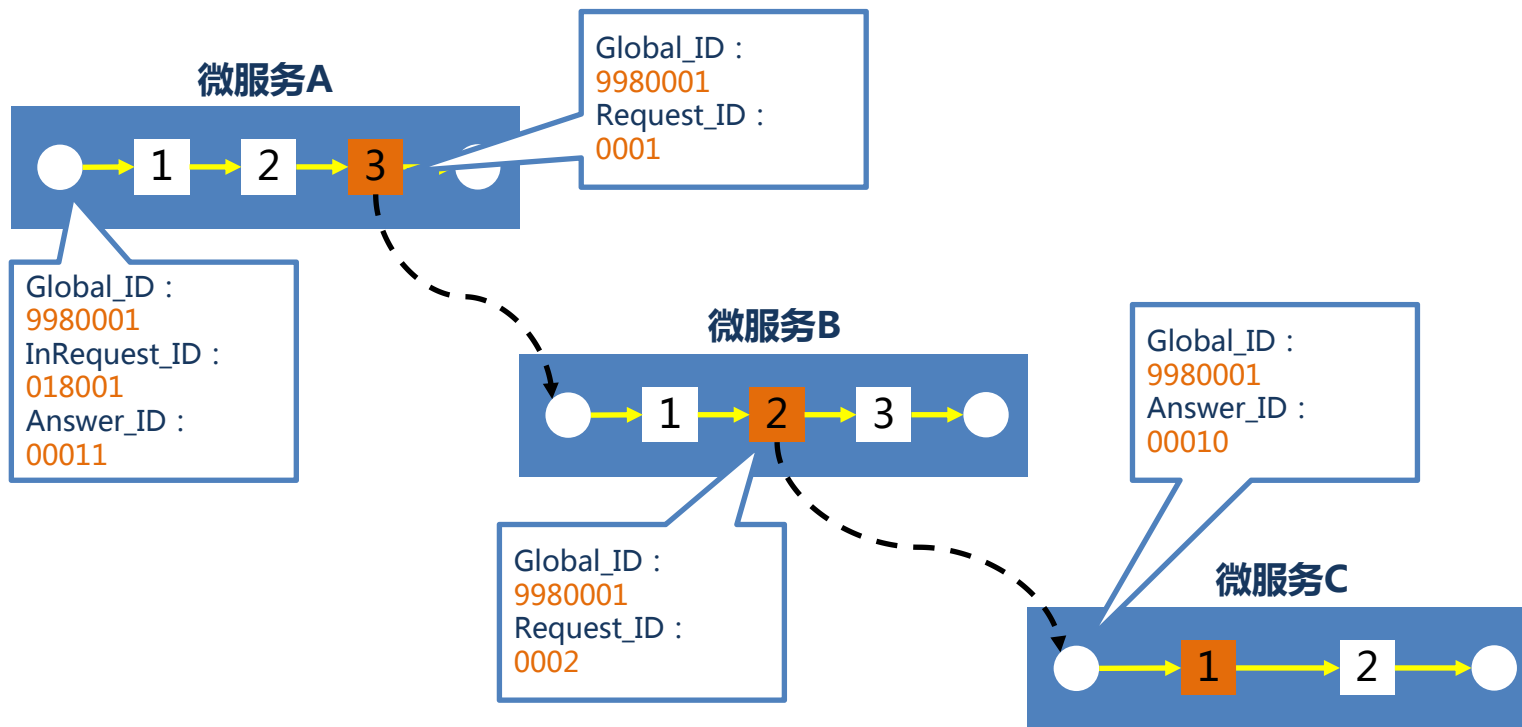 微服务A
1 2 3
Global_ID：
9980001
Request_ID：
0001
Global_ID：
9980001
InRequest_ID：
018001
Answer_ID：
00011
微服务B
1 2 3
Global_ID：
9980001
Request_ID：
0002
Global_ID：
9980001
Answer_ID：
00010
微服务C
1 2